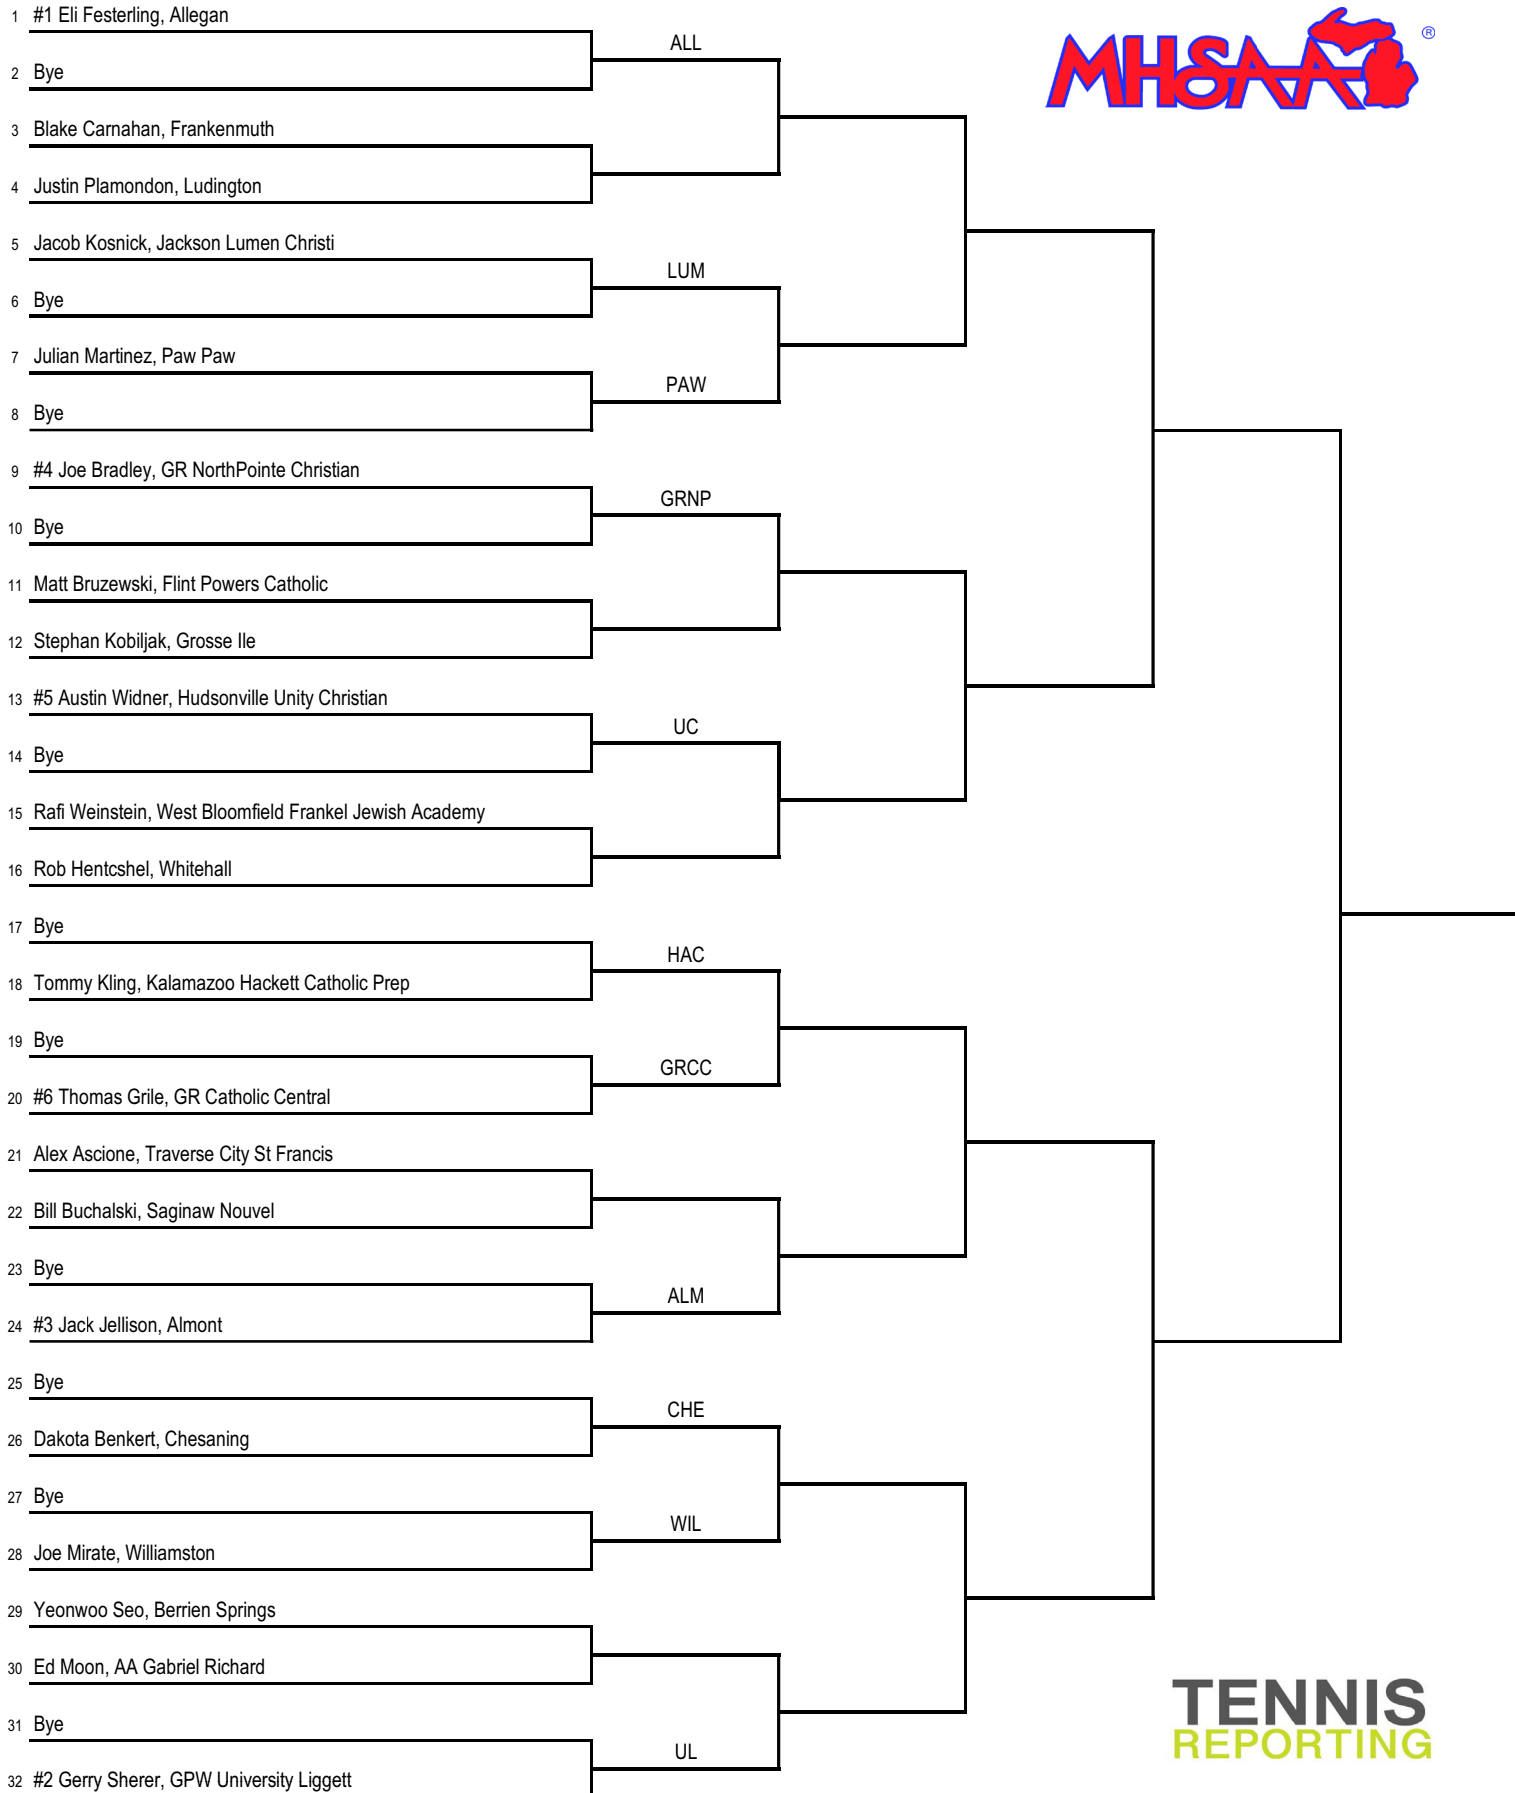 1 #1 Eli Festerling, Allegan
ALL
MHSAA ®
2 Bye
3 Blake Carnahan, Frankenmuth
4 Justin Plamondon, Ludington
5 Jacob Kosnick, Jackson Lumen Christi
LUM
6 Bye
7 Julian Martinez, Paw Paw
PAW
8 Bye
9 #4 Joe Bradley, GR NorthPointe Christian
GRNP
10 Bye
11 Matt Bruzewski, Flint Powers Catholic
12 Stephan Kobiljak, Grosse Ile
13 #5 Austin Widner, Hudsonville Unity Christian
UC
14 Bye
15 Rafi Weinstein, West Bloomfield Frankel Jewish Academy
16 Rob Hentcshel, Whitehall
17 Bye
HAC
18 Tommy Kling, Kalamazoo Hackett Catholic Prep
19 Bye
GRCC
20 #6 Thomas Grile, GR Catholic Central
21 Alex Ascione, Traverse City St Francis
22 Bill Buchalski, Saginaw Nouvel
23 Bye
ALM
24 #3 Jack Jellison, Almont
25 Bye
CHE
26 Dakota Benkert, Chesaning
27 Bye
WIL
28 Joe Mirate, Williamston
29 Yeonwoo Seo, Berrien Springs
30 Ed Moon, AA Gabriel Richard
31 Bye
UL
32 #2 Gerry Sherer, GPW University Liggett
TENNIS
REPORTING